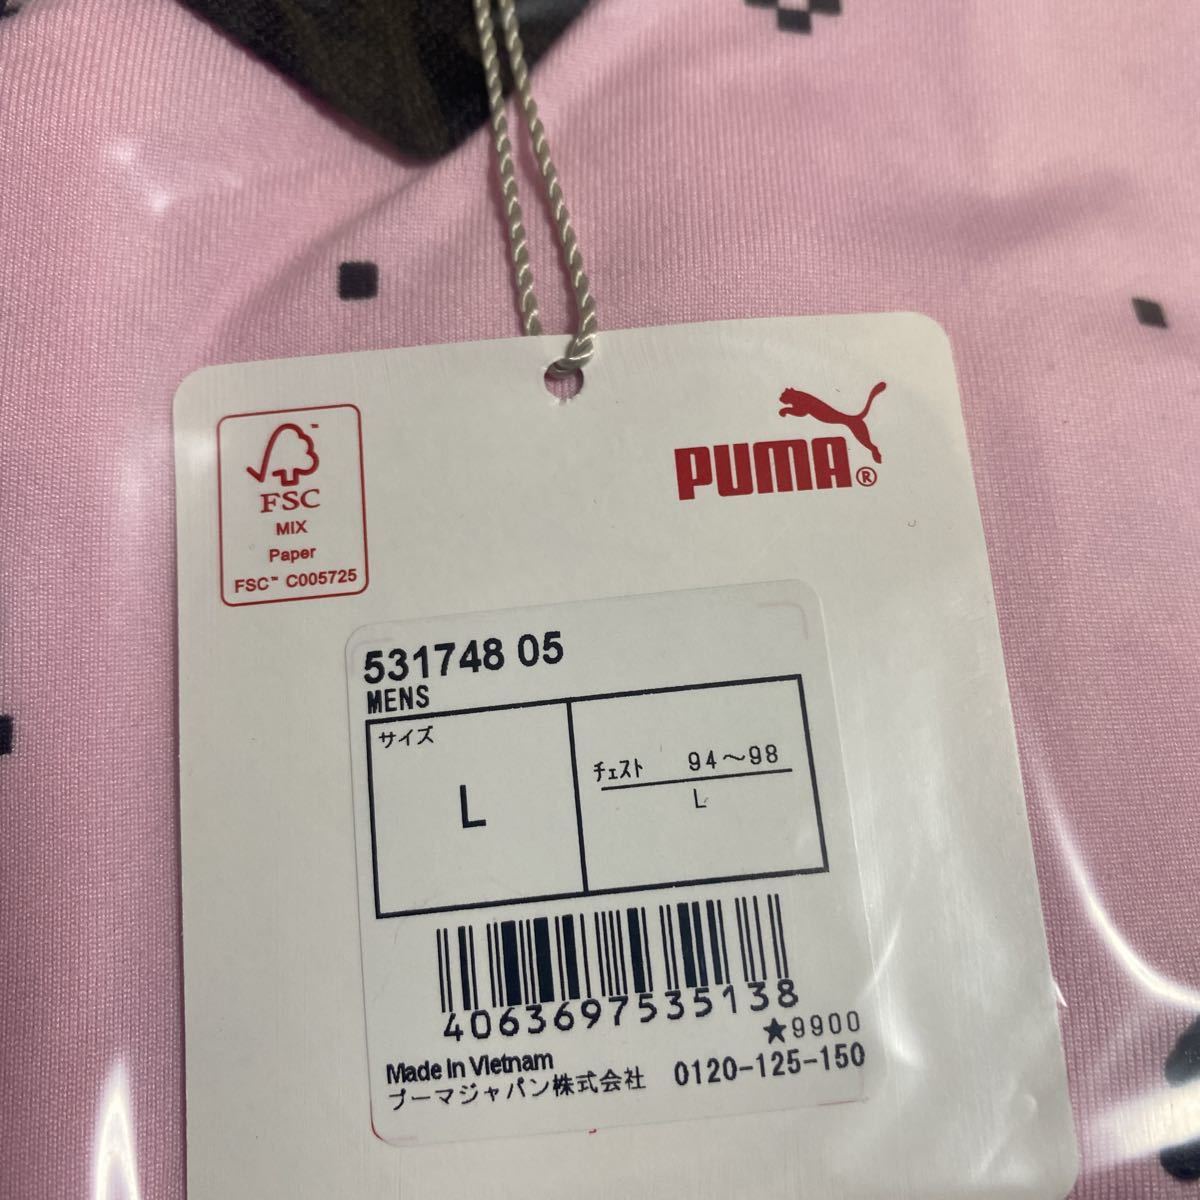 FSC
MIX
Paper
FSC™ C005725
PUMA®
531748 05
MENS
サイズ
L
チェスト 94～98
L
4063697535138
★9900
Made In Vietnam
プーマジャパン株式会社 0120-125-150